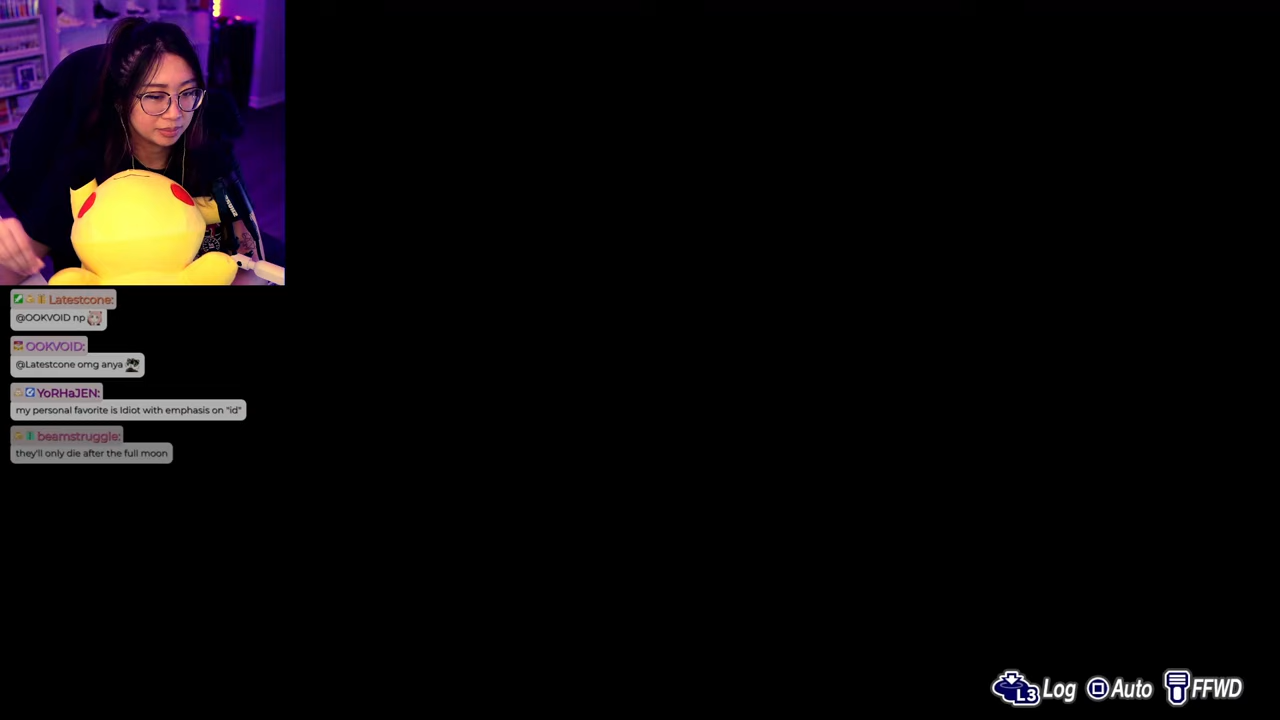 Latestcone:
@OOKVOID np
OOKVOID:
@Latestcone omg anya
YoRHaJEN:
my personal favorite is Idiot with emphasis on "id"
beamstruggle:
they'll only die after the full moon
L3 Log Auto FFWD